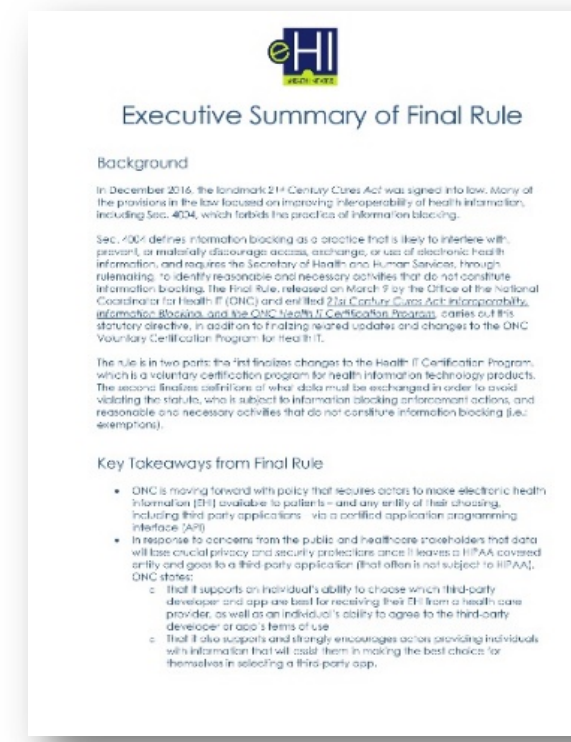 eHI
Executive Summary of Final Rule
Background
In December 2016, the landmark 21st Century Cures Act was signed into law. Many of
the provisions in the law focused on improving interoperability of health information,
including Sec. 4004, which forbids the practice of information blocking.
Sec. 4004 defines information blocking as a practice that is likely to interfere with,
prevent, or materially discourage access, exchange, or use of electronic health
information, and requires the Secretary of Health and Human Services, through
rulemaking, to identify reasonable and necessary activities that do not constitute
information blocking. The Final Rule, released on March 9 by the Office of the National
Coordinator for Health IT (ONC) and entitled 21st Century Cures Act: Interoperability,
Information Blocking, and the ONC Health IT Certification Program, carries out this
statutory directive, in addition to finalizing related updates and changes to the ONC
Voluntary Certification Program for Health IT.
The rule is in two parts: the first finalizes changes to the Health IT Certification Program,
which is a voluntary certification program for health information technology products.
The second finalizes definitions of what data must be exchanged in order to avoid
violating the statute, who is subject to information blocking enforcement actions, and
reasonable and necessary activities that do not constitute information blocking (i.e.:
exemptions).
Key Takeaways from Final Rule
• ONC is moving forward with policy that requires actors to make electronic health
information (EHI) available to patients – and any entity of their choosing,
including third party applications – via a certified application programming
interface (API)
• In response to concerns from the public and healthcare stakeholders that data
will lose crucial privacy and security protections once it leaves a HIPAA covered
entity and goes to a third party application (that often is not subject to HIPAA),
ONC states:
o That it supports an individual's ability to choose which third-party
developer and app are best for receiving their EHI from a health care
provider, as well as an individual's ability to agree to the third-party
developer or app's terms of use
o That it also supports and strongly encourages actors providing individuals
with information that will assist them in making the best choice for
themselves in selecting a third-party app.